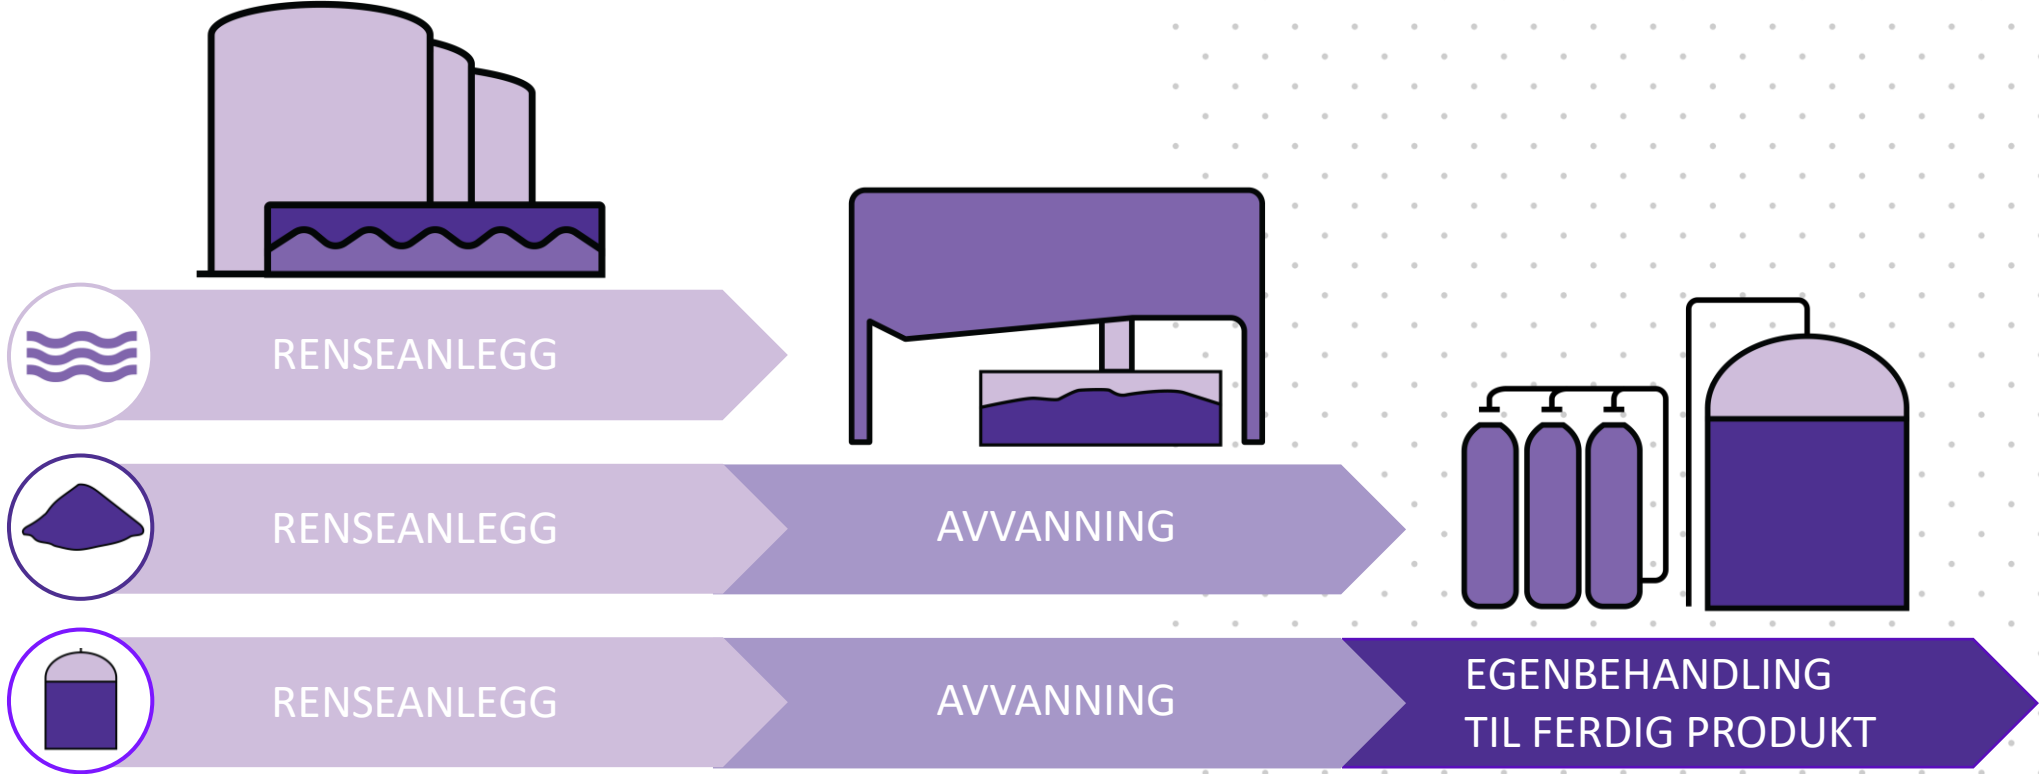 RENSEANLEGG
RENSEANLEGG
AVVANNING
RENSEANLEGG
AVVANNING
EGENBEHANDLING
TIL FERDIG PRODUKT